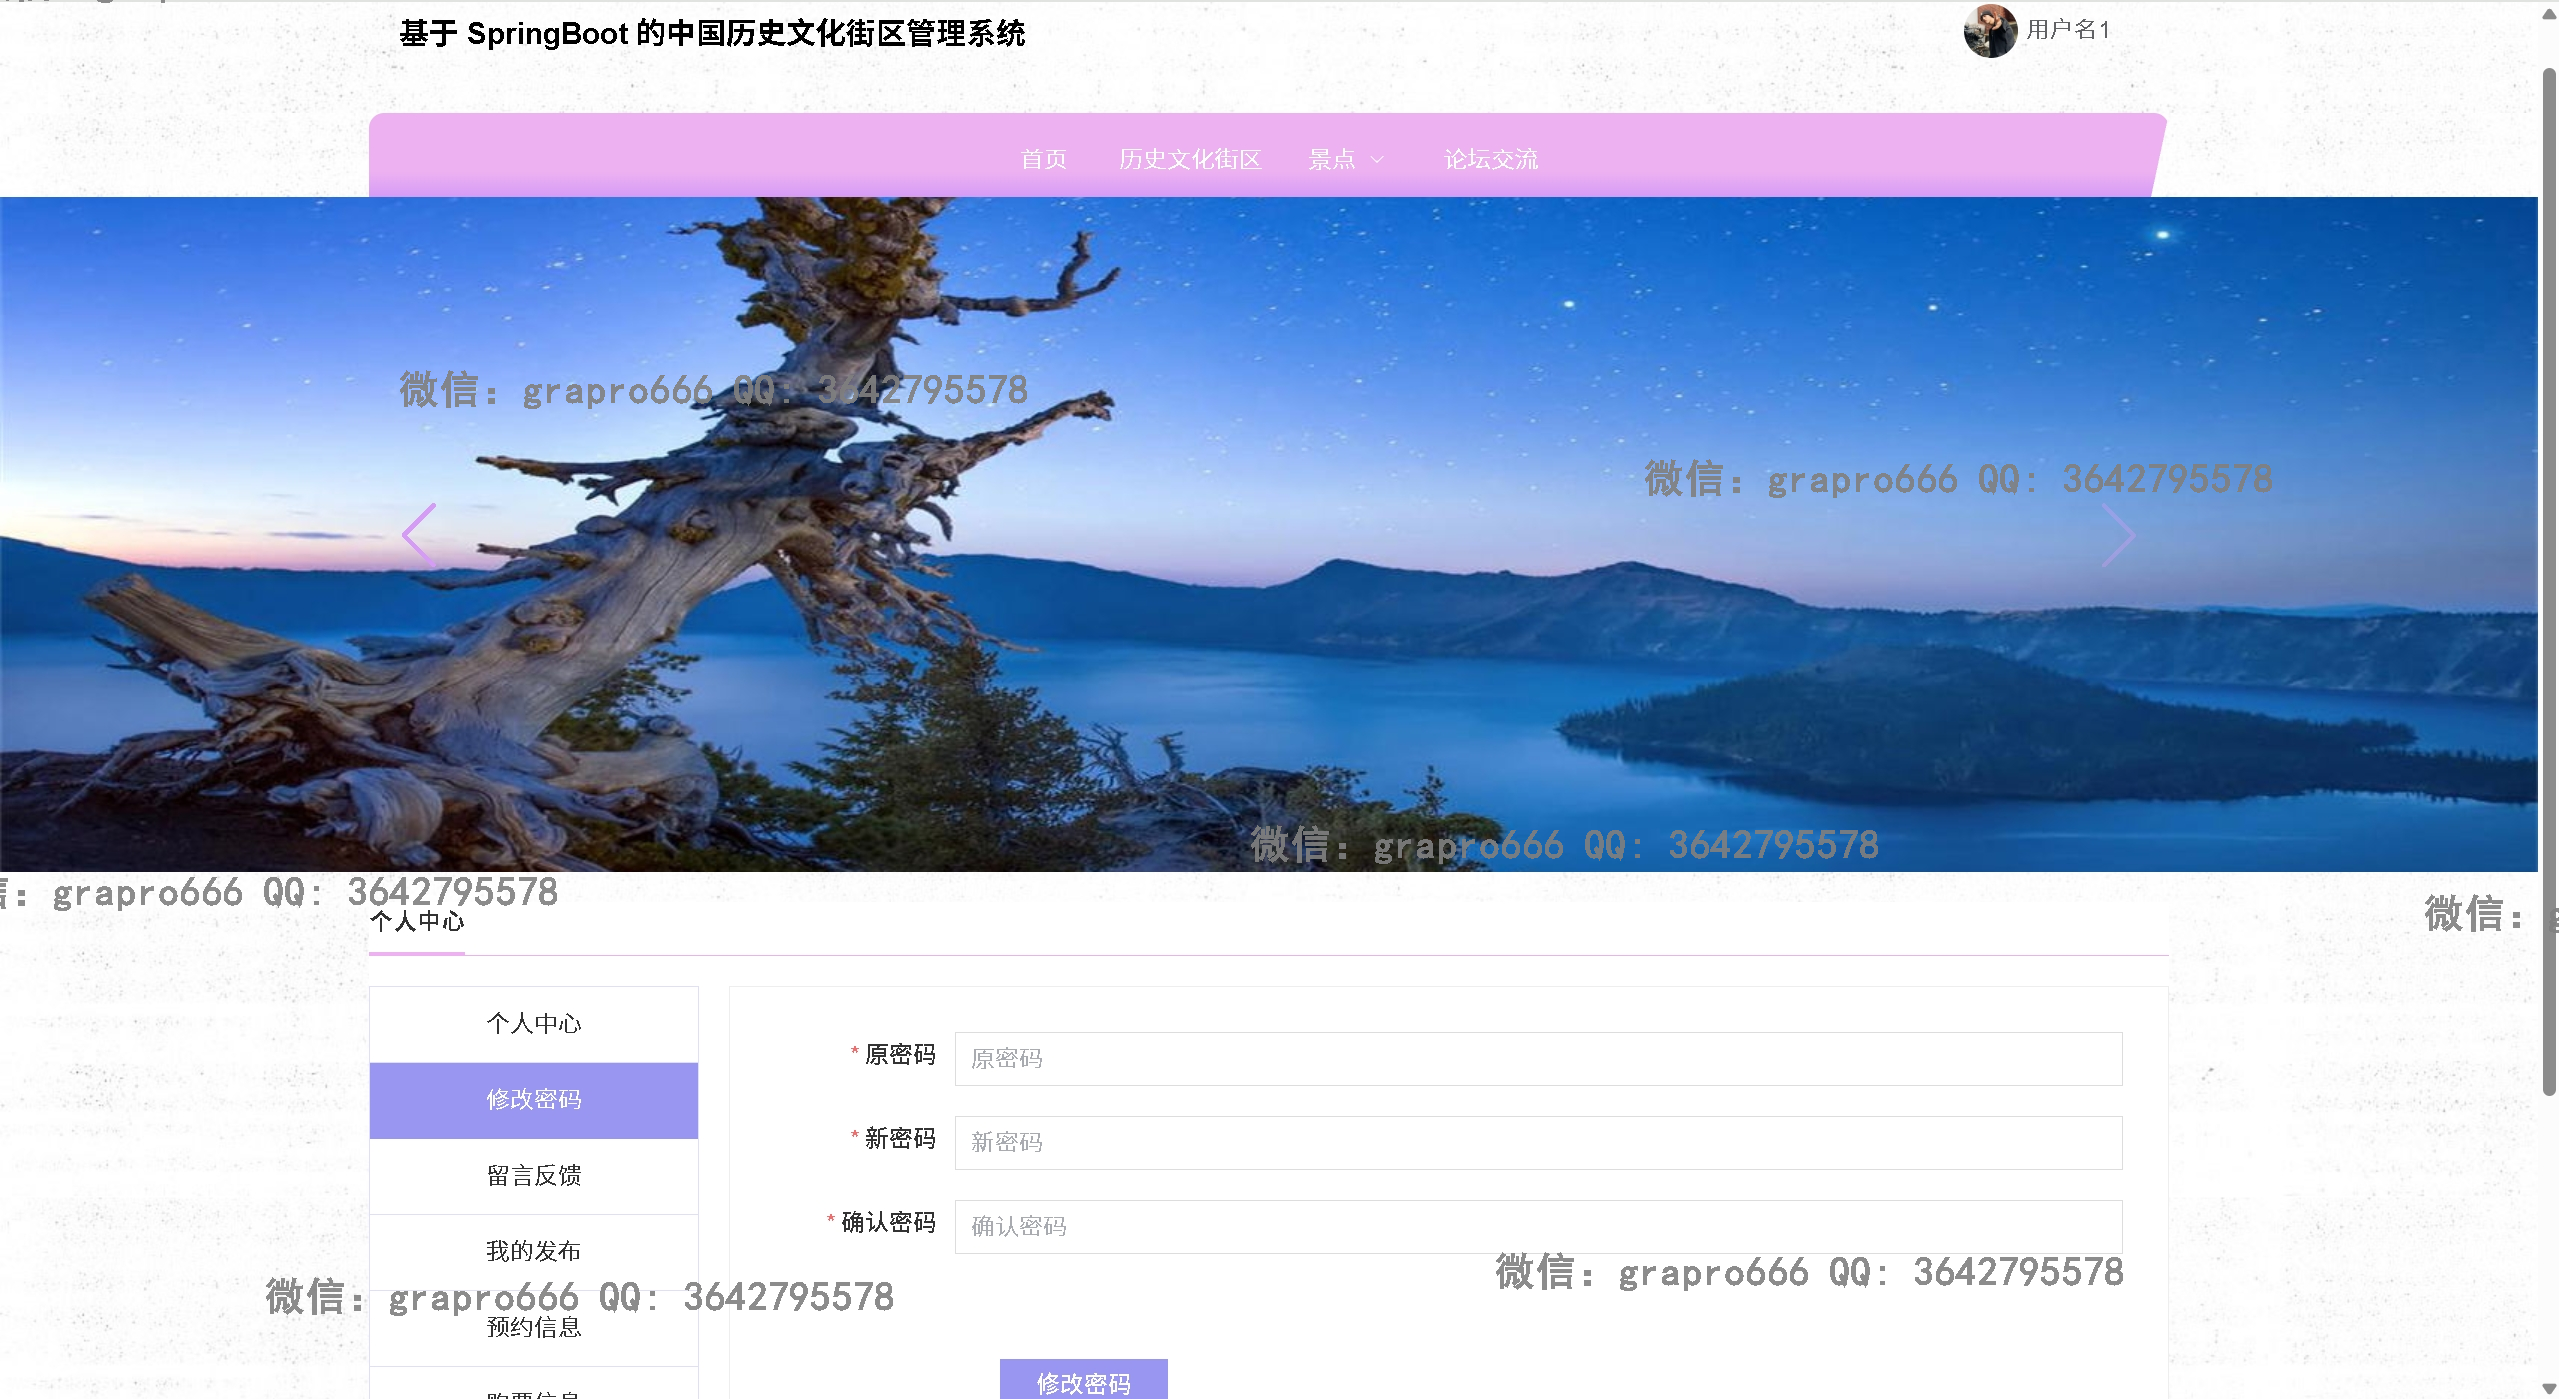 基于 SpringBoot 的中国历史文化街区管理系统
用户名1
首页 历史文化街区 景点 论坛交流
微信: grapro666 QQ: 3642795578
微信: grapro666 QQ: 3642795578
微信: grapro666 QQ: 3642795578
: grapro666 QQ: 3642795578
微信:
个人中心
个人中心
修改密码
留言反馈
我的发布
预约信息
* 原密码 原密码
* 新密码 新密码
* 确认密码 确认密码
微信: grapro666 QQ: 3642795578
微信: grapro666 QQ: 3642795578
修改密码